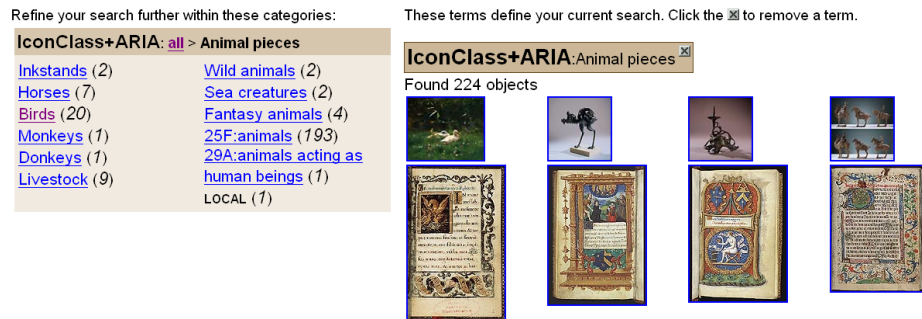 Refine your search further within these categories:
IconClass+ARIA: all > Animal pieces
Inkstands (2)
Horses (7)
Birds (20)
Monkeys (1)
Donkeys (1)
Livestock (9)
Wild animals (2)
Sea creatures (2)
Fantasy animals (4)
25F:animals (193)
29A:animals acting as
human beings (1)
LOCAL (1)
These terms define your current search. Click the x to remove a term.
IconClass+ARIA:Animal pieces x
Found 224 objects